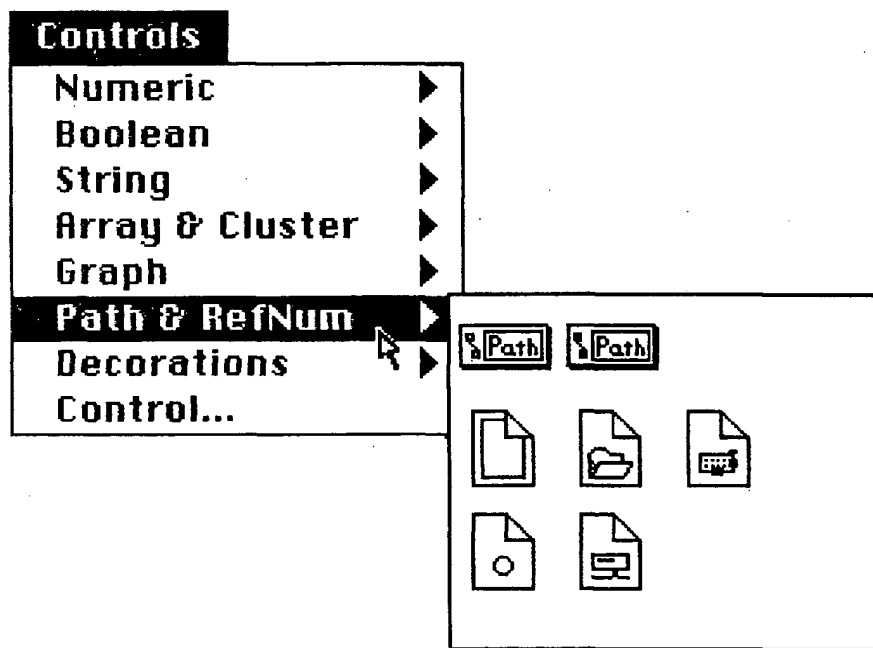 Controls
Numeric
Boolean
String
Array & Cluster
Graph
Path & RefNum
Decorations
Control...
Path Path